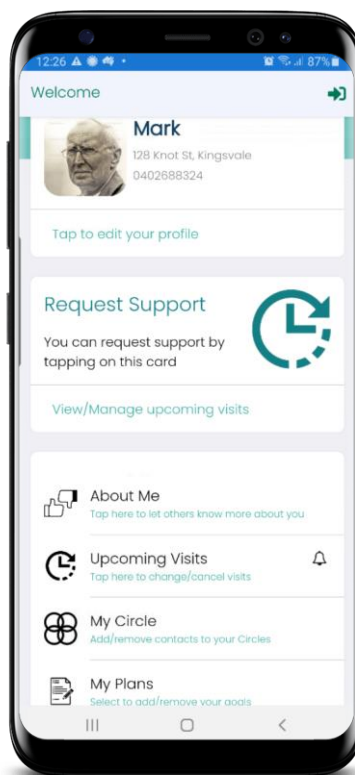 12:26 87%
Welcome
Mark
128 Knot St, Kingsvale
0402688324
Tap to edit your profile
Request Support
You can request support by
tapping on this card
View/Manage upcoming visits
About Me
Tap here to let others know more about you
Upcoming Visits
Tap here to change/cancel visits
My Circle
Add/remove contacts to your Circles
My Plans
Select to add/remove your goals